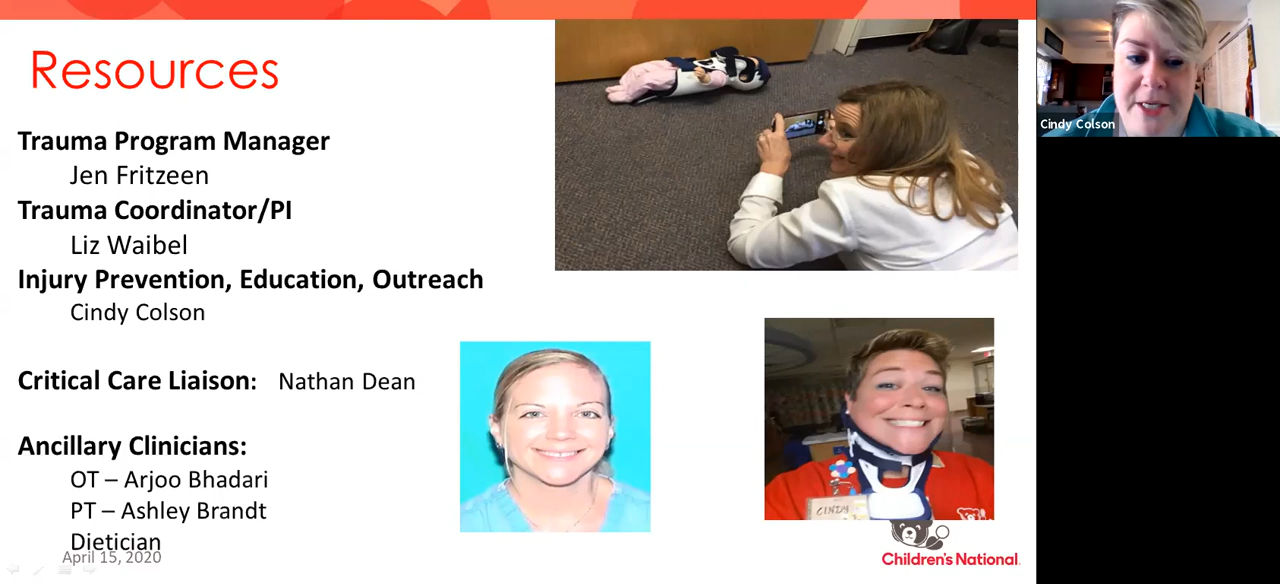 Resources
Trauma Program Manager
Jen Fritzeen
Trauma Coordinator/PI
Liz Waibel
Injury Prevention, Education, Outreach
Cindy Colson
Critical Care Liaison: Nathan Dean
Ancillary Clinicians:
OT – Arjoo Bhadari
PT – Ashley Brandt
Dietician
April 15, 2020
CINDY
Children's National
Cindy Colson